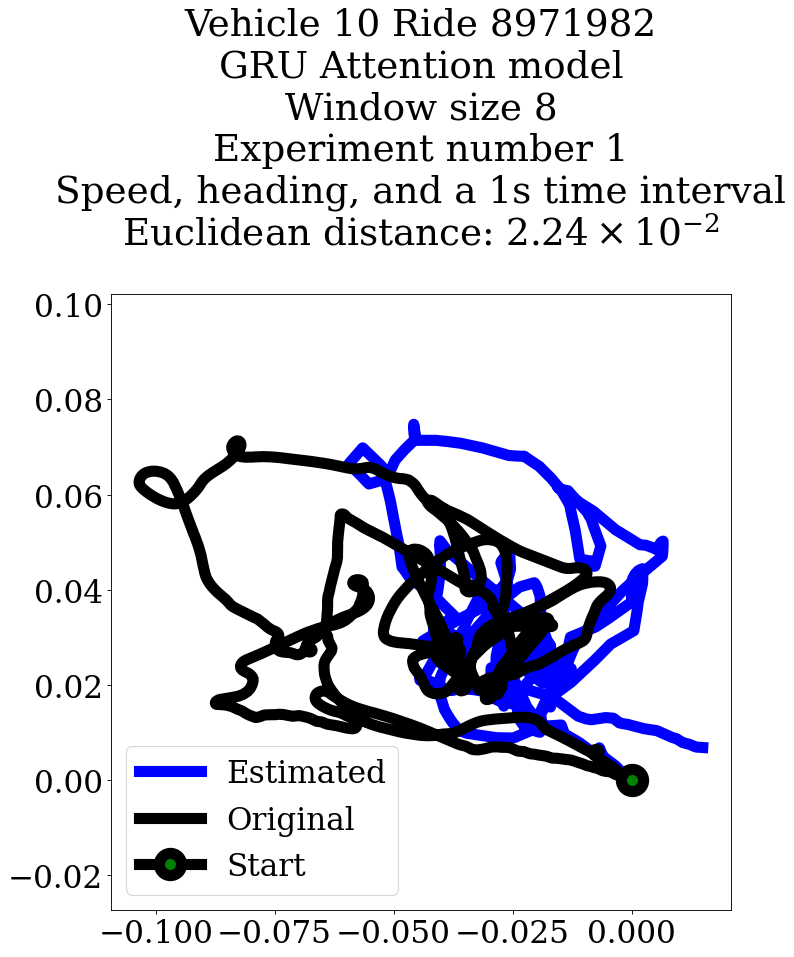 Vehicle 10 Ride 8971982
GRU Attention model
Window size 8
Experiment number 1
Speed, heading, and a 1s time interval
Euclidean distance: 2.24 × 10⁻²
0.10
0.08
0.06
0.04
0.02
0.00
−0.02
Estimated
Original
Start
−0.100 −0.075 −0.050 −0.025 0.000